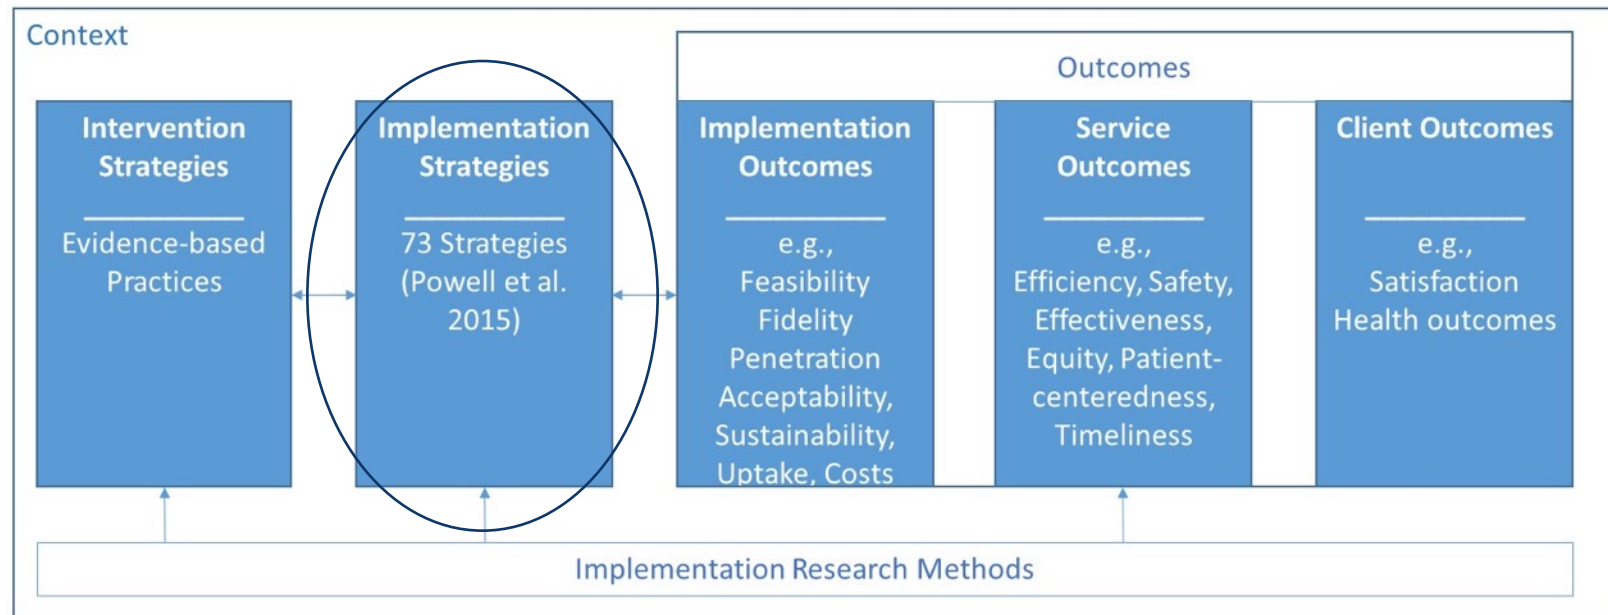 Context
Outcomes
Intervention
Strategies
Evidence-based
Practices
Implementation
Strategies
73 Strategies
(Powell et al.
2015)
Implementation
Outcomes
e.g.,
Feasibility
Fidelity
Penetration
Acceptability,
Sustainability,
Uptake, Costs
Service
Outcomes
e.g.,
Efficiency, Safety,
Effectiveness,
Equity, Patient-
centeredness,
Timeliness
Client Outcomes
e.g.,
Satisfaction
Health outcomes
Implementation Research Methods